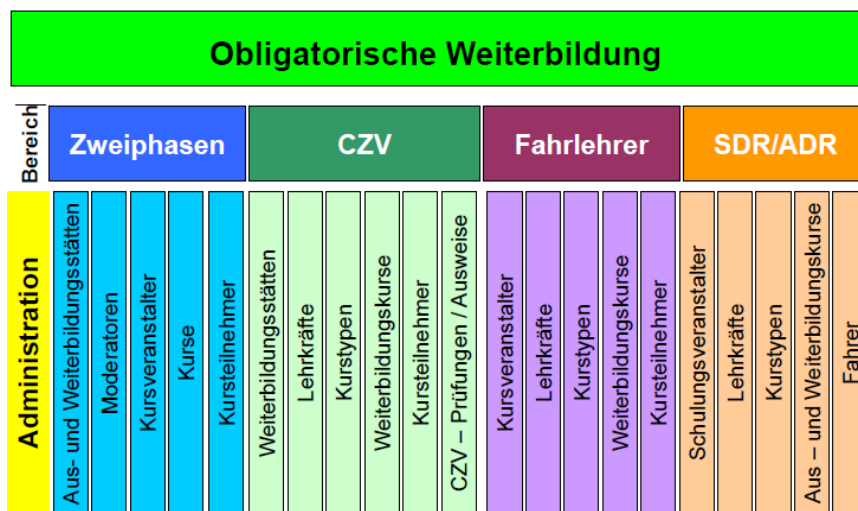 Obligatorische Weiterbildung
Bereich
Zweiphasen
CZV
Fahrlehrer
SDR/ADR
Administration
Aus- und Weiterbildungsstätten
Moderatoren
Kursveranstalter
Kurse
Kursteilnehmer
Weiterbildungsstätten
Lehrkräfte
Kurstypen
Weiterbildungskurse
Kursteilnehmer
CZV – Prüfungen / Ausweise
Kursveranstalter
Lehrkräfte
Kurstypen
Weiterbildungskurse
Kursteilnehmer
Schulungsveranstalter
Lehrkräfte
Kurstypen
Aus – und Weiterbildungskurse
Fahrer